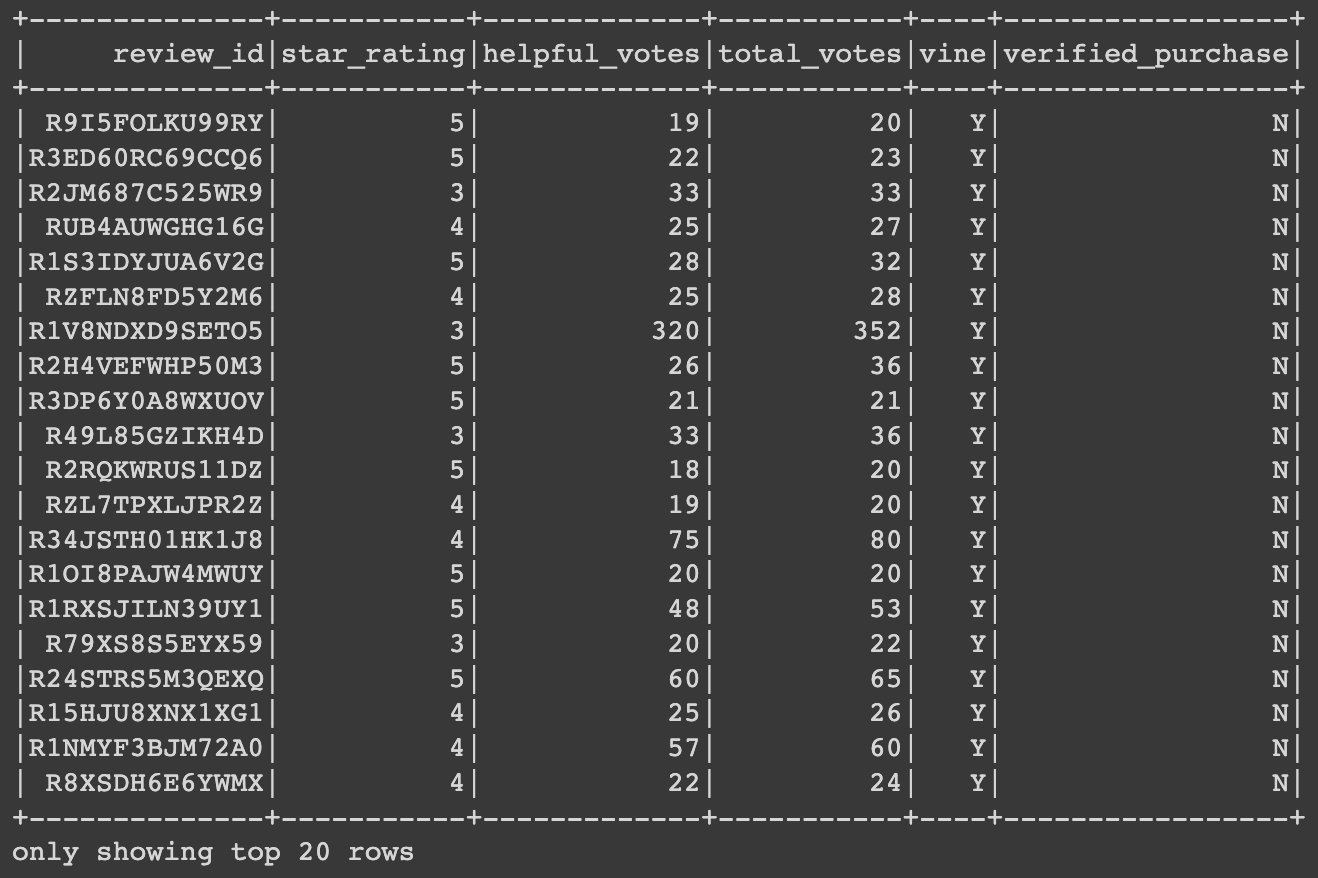 +--------------+-----------+-------------+-----------+----+-----------------+
|     review_id|star_rating|helpful_votes|total_votes|vine|verified_purchase|
+--------------+-----------+-------------+-----------+----+-----------------+
| R9I5FOLKU99RY|          5|           19|         20|   Y|                N|
|R3ED60RC69CCQ6|          5|           22|         23|   Y|                N|
|R2JM687C525WR9|          3|           33|         33|   Y|                N|
| RUB4AUWGHG16G|          4|           25|         27|   Y|                N|
|R1S3IDYJUA6V2G|          5|           28|         32|   Y|                N|
| RZFLN8FD5Y2M6|          4|           25|         28|   Y|                N|
|R1V8NDXD9SETO5|          3|          320|        352|   Y|                N|
|R2H4VEFWHP50M3|          5|           26|         36|   Y|                N|
|R3DP6Y0A8WXUOV|          5|           21|         21|   Y|                N|
| R49L85GZIKH4D|          3|           33|         36|   Y|                N|
| R2RQKWRUS11DZ|          5|           18|         20|   Y|                N|
| RZL7TPXLJPR2Z|          4|           19|         20|   Y|                N|
|R34JSTH01HK1J8|          4|           75|         80|   Y|                N|
|R1OI8PAJW4MWUY|          5|           20|         20|   Y|                N|
|R1RXSJILN39UY1|          5|           48|         53|   Y|                N|
| R79XS8S5EYX59|          3|           20|         22|   Y|                N|
|R24STRS5M3QEXQ|          5|           60|         65|   Y|                N|
|R15HJU8XNX1XG1|          4|           25|         26|   Y|                N|
|R1NMYF3BJM72A0|          4|           57|         60|   Y|                N|
| R8XSDH6E6YWMX|          4|           22|         24|   Y|                N|
+--------------+-----------+-------------+-----------+----+-----------------+
only showing top 20 rows